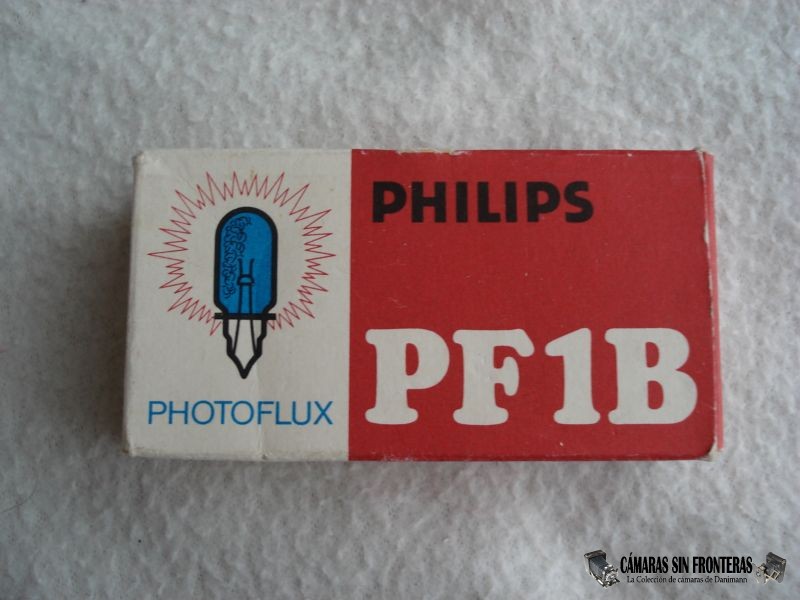 PHILIPS
PF1B
PHOTOFLUX
CÁMARAS SIN FRONTERAS
La Colección de cámaras de Danimann